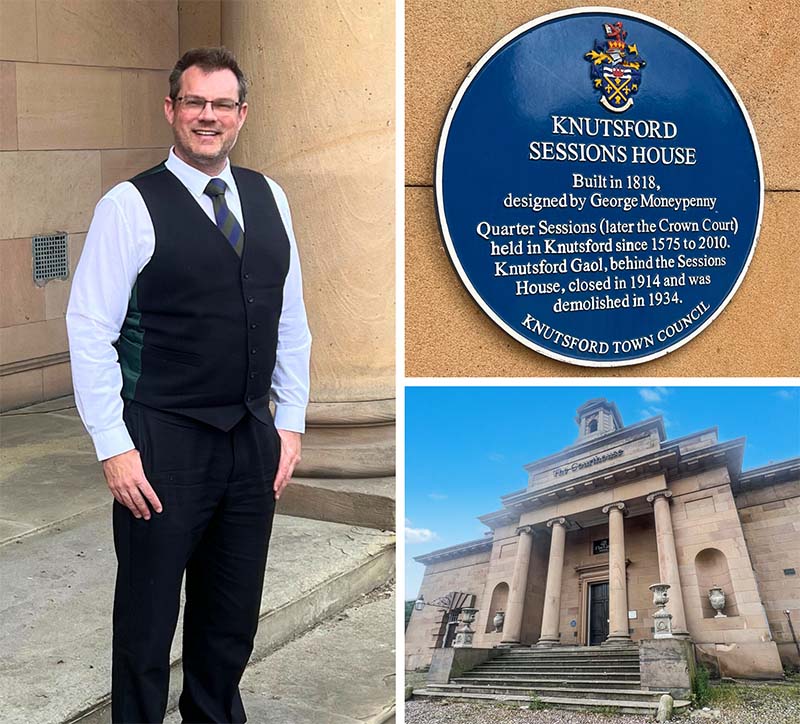 KNUTSFORD
SESSIONS HOUSE
Built in 1818,
designed by George Moneypenny
Quarter Sessions (later the Crown Court)
held in Knutsford since 1575 to 2010.
Knutsford Gaol, behind the Sessions
House, closed in 1914 and was
demolished in 1934.
KNUTSFORD TOWN COUNCIL
The Courthouse